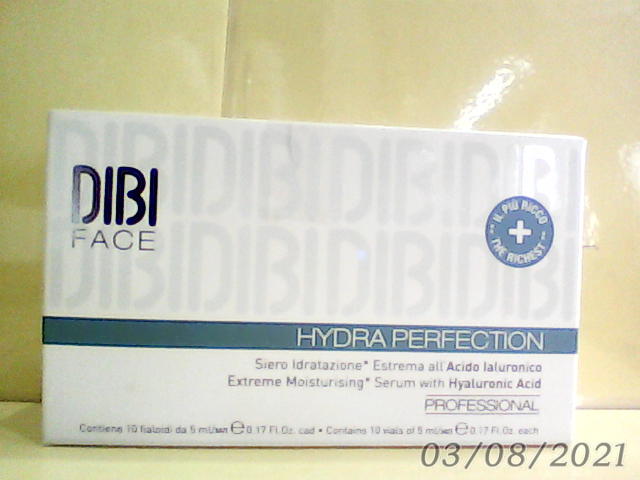 DIBI
FACE
IL PIÙ RICCO
THE RICHEST
HYDRA PERFECTION
Siero Idratazione* Estrema all'Acido Ialuronico
Extreme Moisturising* Serum with Hyaluronic Acid
PROFESSIONAL
Contiene 10 fialoidi da 5 ml/мл ℮ 0.17 Fl.Oz. cad • Contains 10 vials of 5 ml/мл ℮ 0.17 Fl.Oz. each
03/08/2021